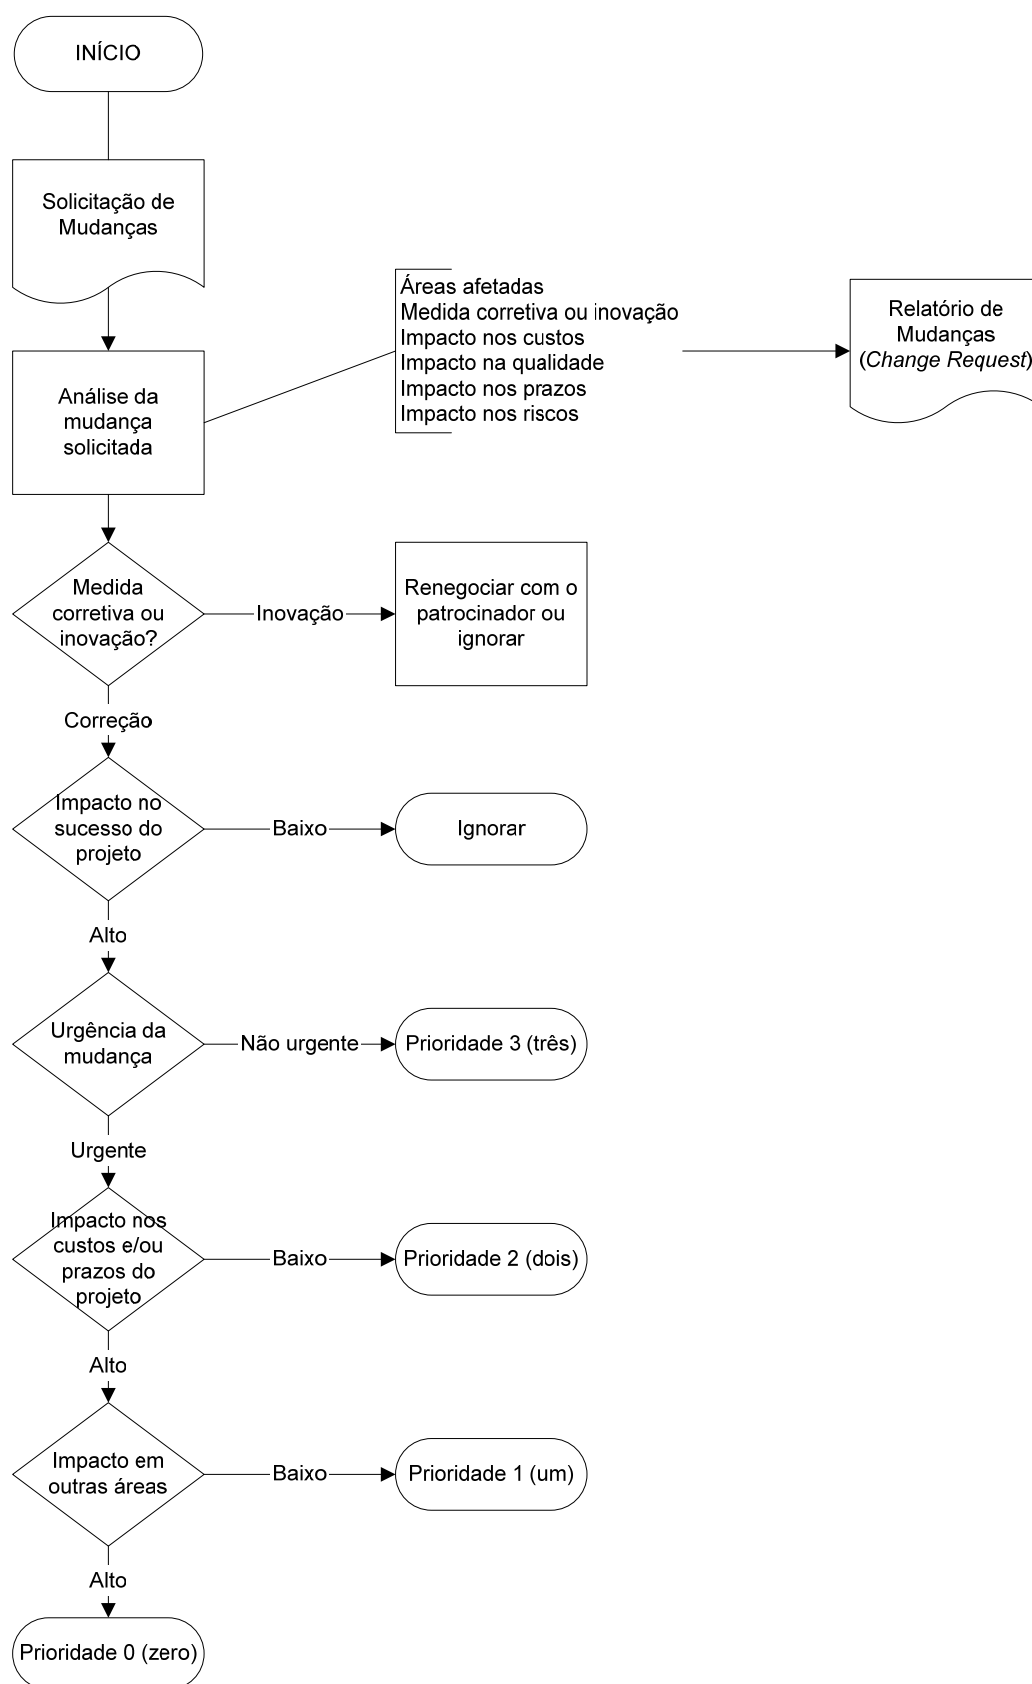 INÍCIO
Solicitação de
Mudanças
Áreas afetadas
Medida corretiva ou inovação
Impacto nos custos
Impacto na qualidade
Impacto nos prazos
Impacto nos riscos
Relatório de
Mudanças
(Change Request)
Análise da
mudança
solicitada
Medida
corretiva ou
inovação?
Inovação
Renegociar com o
patrocinador ou
ignorar
Correção
Impacto no
sucesso do
projeto
Baixo
Ignorar
Alto
Urgência da
mudança
Não urgente
Prioridade 3 (três)
Urgente
Impacto nos
custos e/ou
prazos do
projeto
Baixo
Prioridade 2 (dois)
Alto
Impacto em
outras áreas
Baixo
Prioridade 1 (um)
Alto
Prioridade 0 (zero)